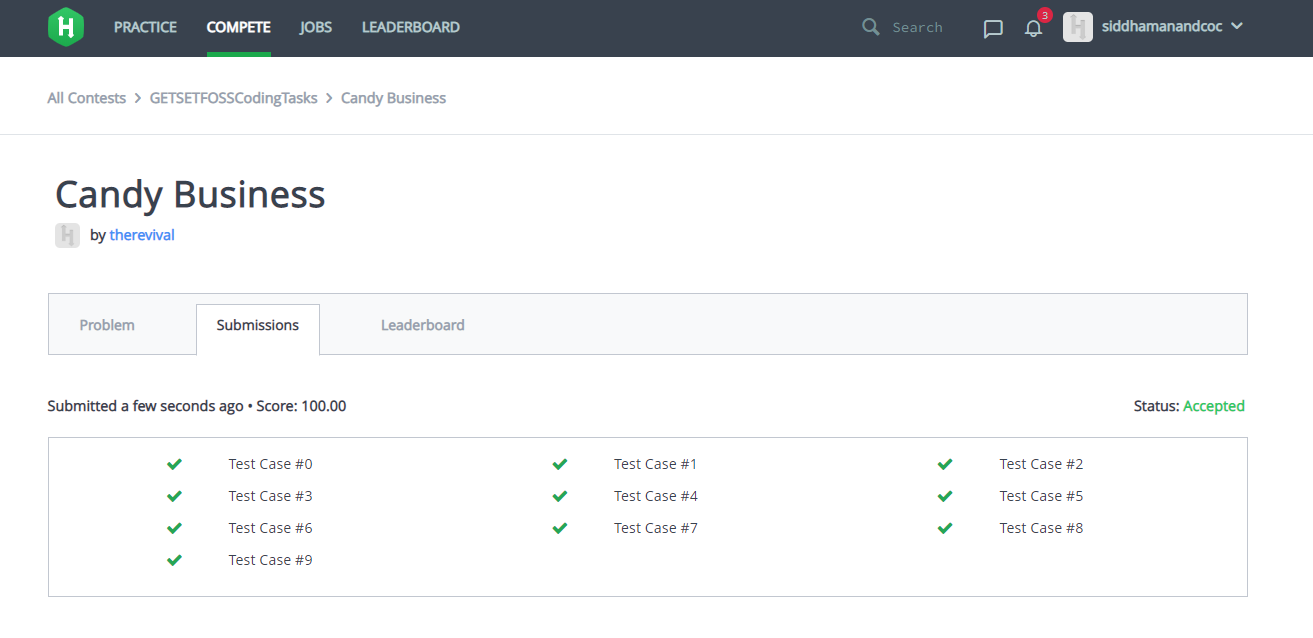 H PRACTICE COMPETE JOBS LEADERBOARD Search 3 H siddhamanandcoc
All Contests > GETSETFOSSCodingTasks > Candy Business
Candy Business
H by therevival
Problem Submissions Leaderboard
Submitted a few seconds ago • Score: 100.00 Status: Accepted
Test Case #0 Test Case #1 Test Case #2
Test Case #3 Test Case #4 Test Case #5
Test Case #6 Test Case #7 Test Case #8
Test Case #9